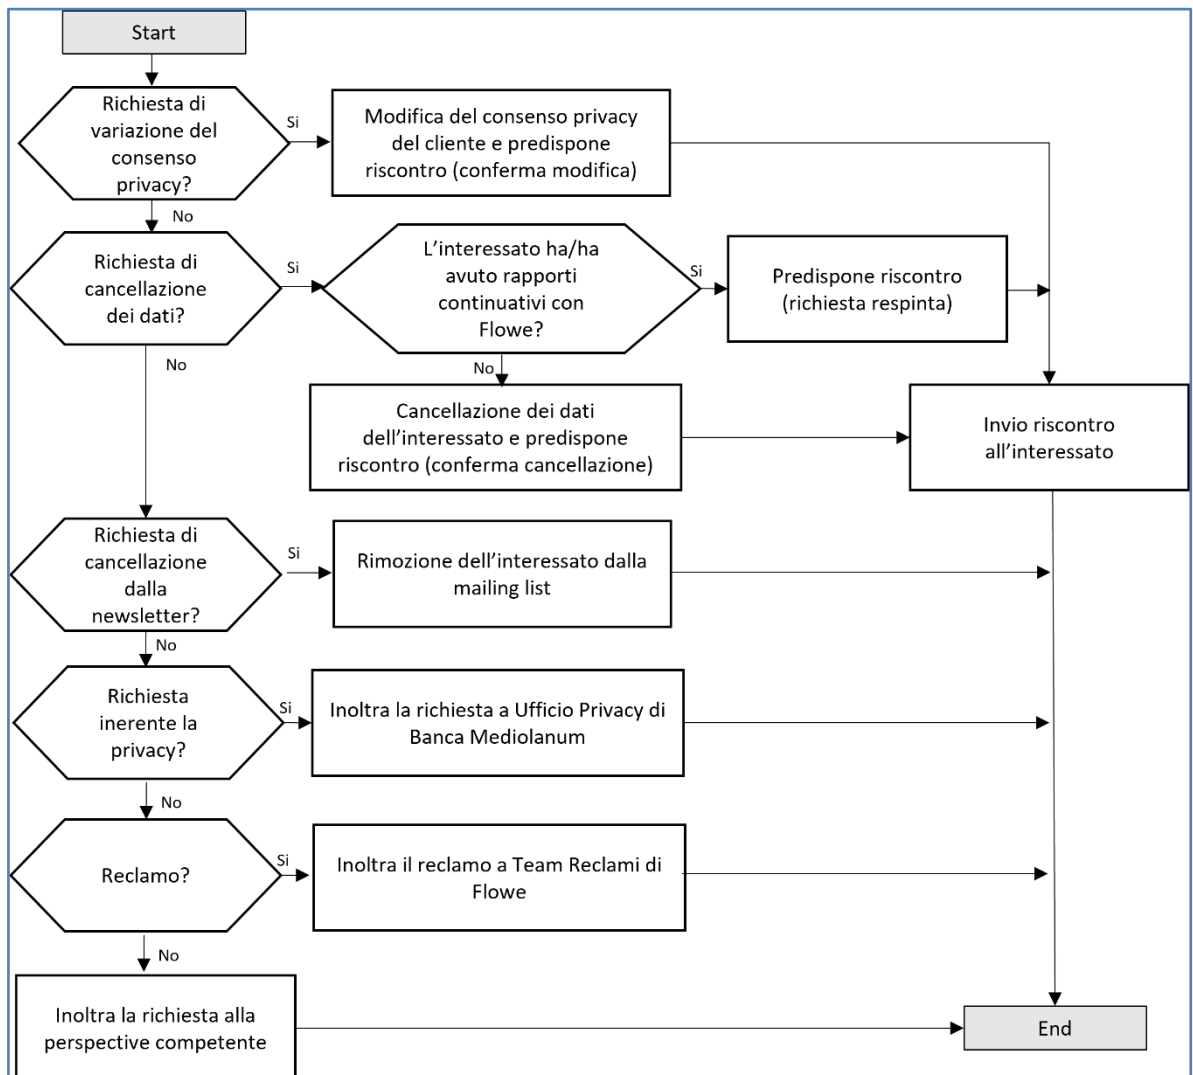 Start
Richiesta di
variazione del
consenso
privacy?
Si
Modifica del consenso privacy
del cliente e predispone
riscontro (conferma modifica)
No
Richiesta di
cancellazione
dei dati?
Si
L'interessato ha/ha
avuto rapporti
continuativi con
Flowe?
Si
Predispone riscontro
(richiesta respinta)
No
No
Cancellazione dei dati
dell'interessato e predispone
riscontro (conferma cancellazione)
Invio riscontro
all'interessato
Richiesta di
cancellazione
dalla
newsletter?
Si
Rimozione dell'interessato dalla
mailing list
No
Richiesta
inerente la
privacy?
Si
Inoltra la richiesta a Ufficio Privacy di
Banca Mediolanum
No
Reclamo?
Si
Inoltra il reclamo a Team Reclami di
Flowe
No
Inoltra la richiesta alla
perspective competente
End